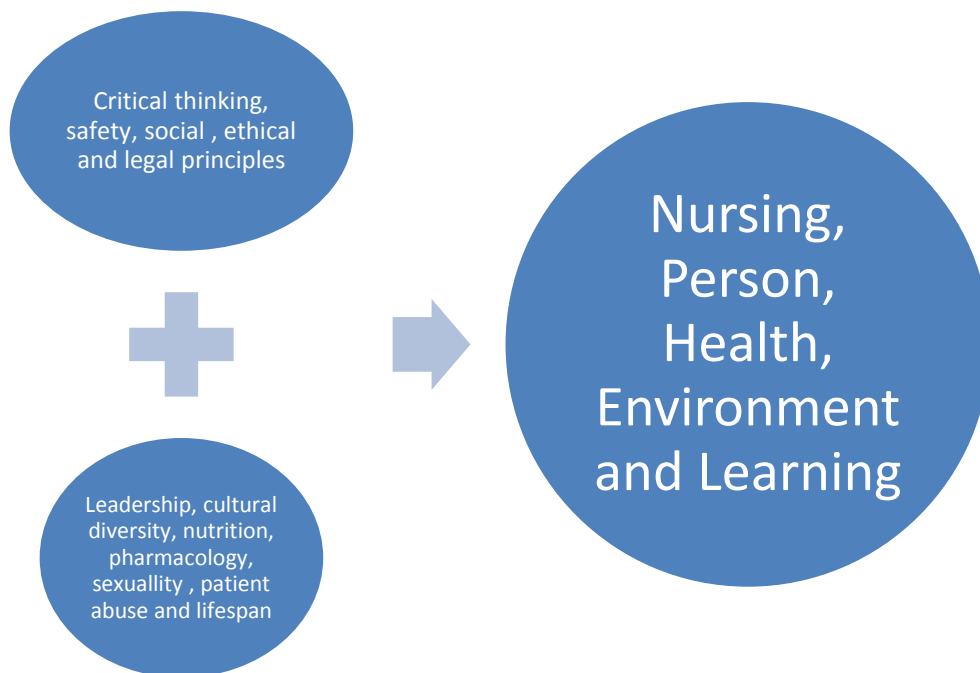 Critical thinking,
safety, social , ethical
and legal principles
Leadership, cultural
diversity, nutrition,
pharmacology,
sexuallity , patient
abuse and lifespan
Nursing,
Person,
Health,
Environment
and Learning